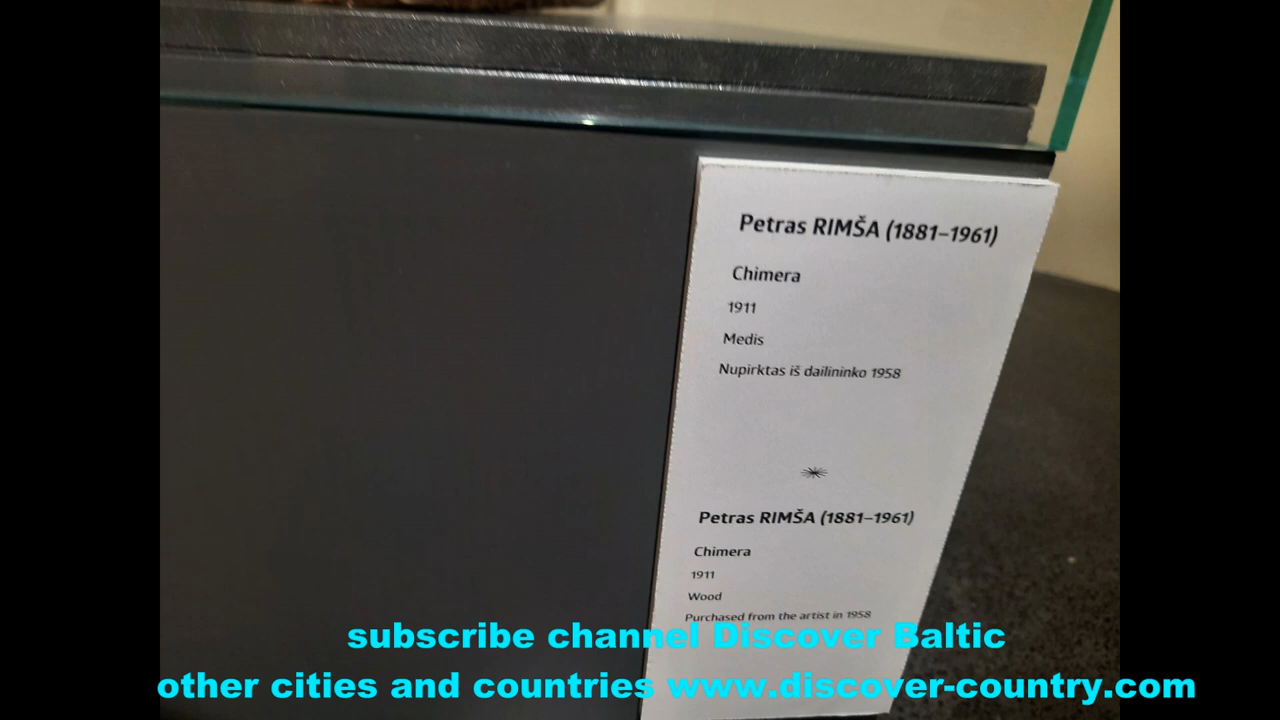 Petras RIMŠA (1881–1961)
Chimera
1911
Medis
Nupirktas iš dailininko 1958
Petras RIMŠA (1881–1961)
Chimera
1911
Wood
Purchased from the artist in 1958
subscribe channel Discover Baltic
other cities and countries www.discover-country.com